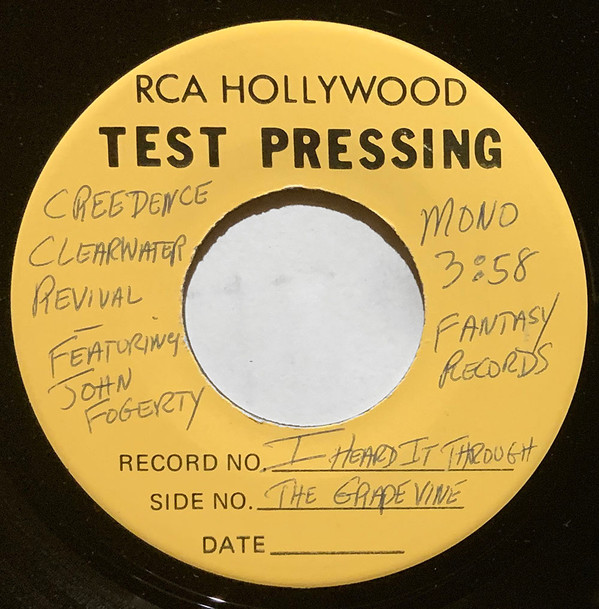 RCA HOLLYWOOD
TEST PRESSING
CREEDENCE
CLEARWATER
REVIVAL
–
FEATURING
JOHN
FOGERTY
MONO
3:58
FANTASY
RECORDS
RECORD NO. I HEARD IT THROUGH
SIDE NO. THE GRAPEVINE
DATE